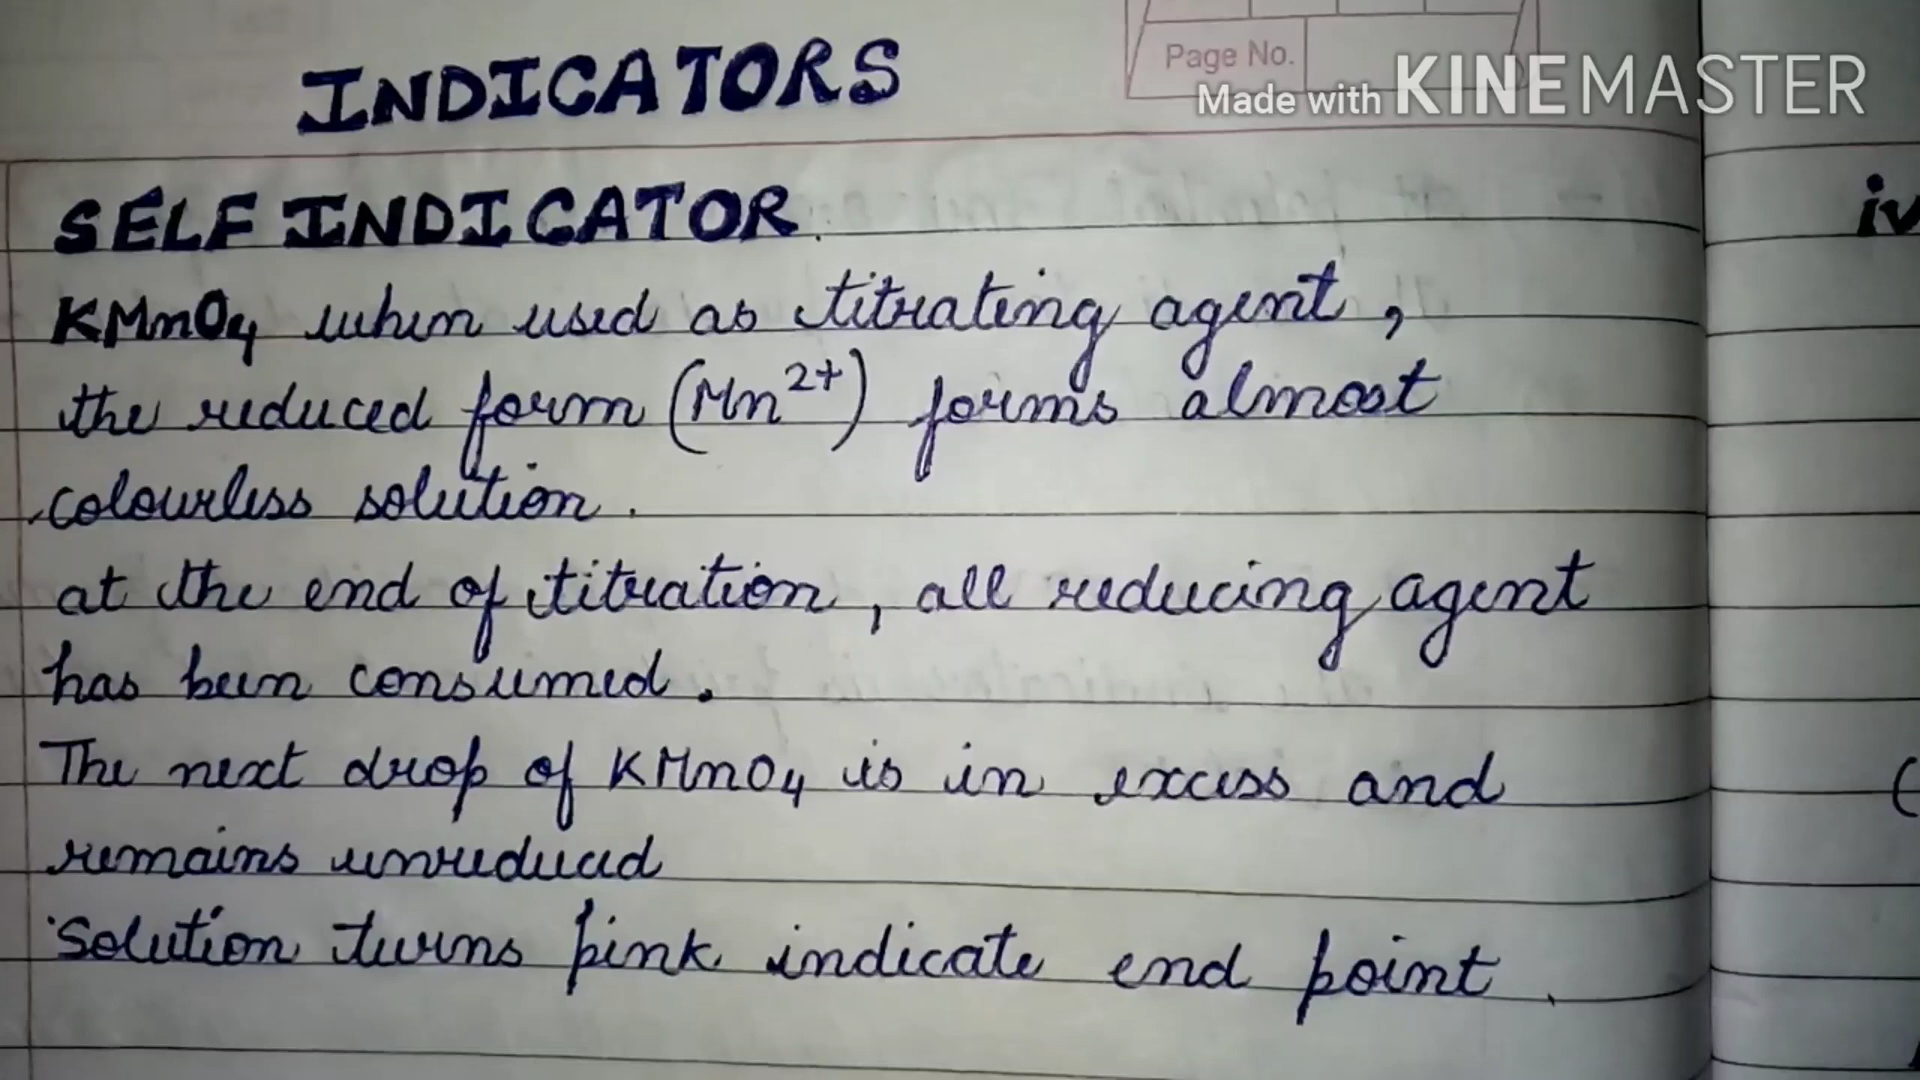 INDICATORS
Page No.
Made with KINEMASTER
SELF INDICATOR.
KMnO₄ when used as titrating agent,
the reduced form (Mn²⁺) forms almost
colourless solution.
at the end of titration, all reducing agent
has been consumed.
The next drop of KMnO₄ is in excess and
remains unreduced
Solution turns pink indicate end point.
iv
(